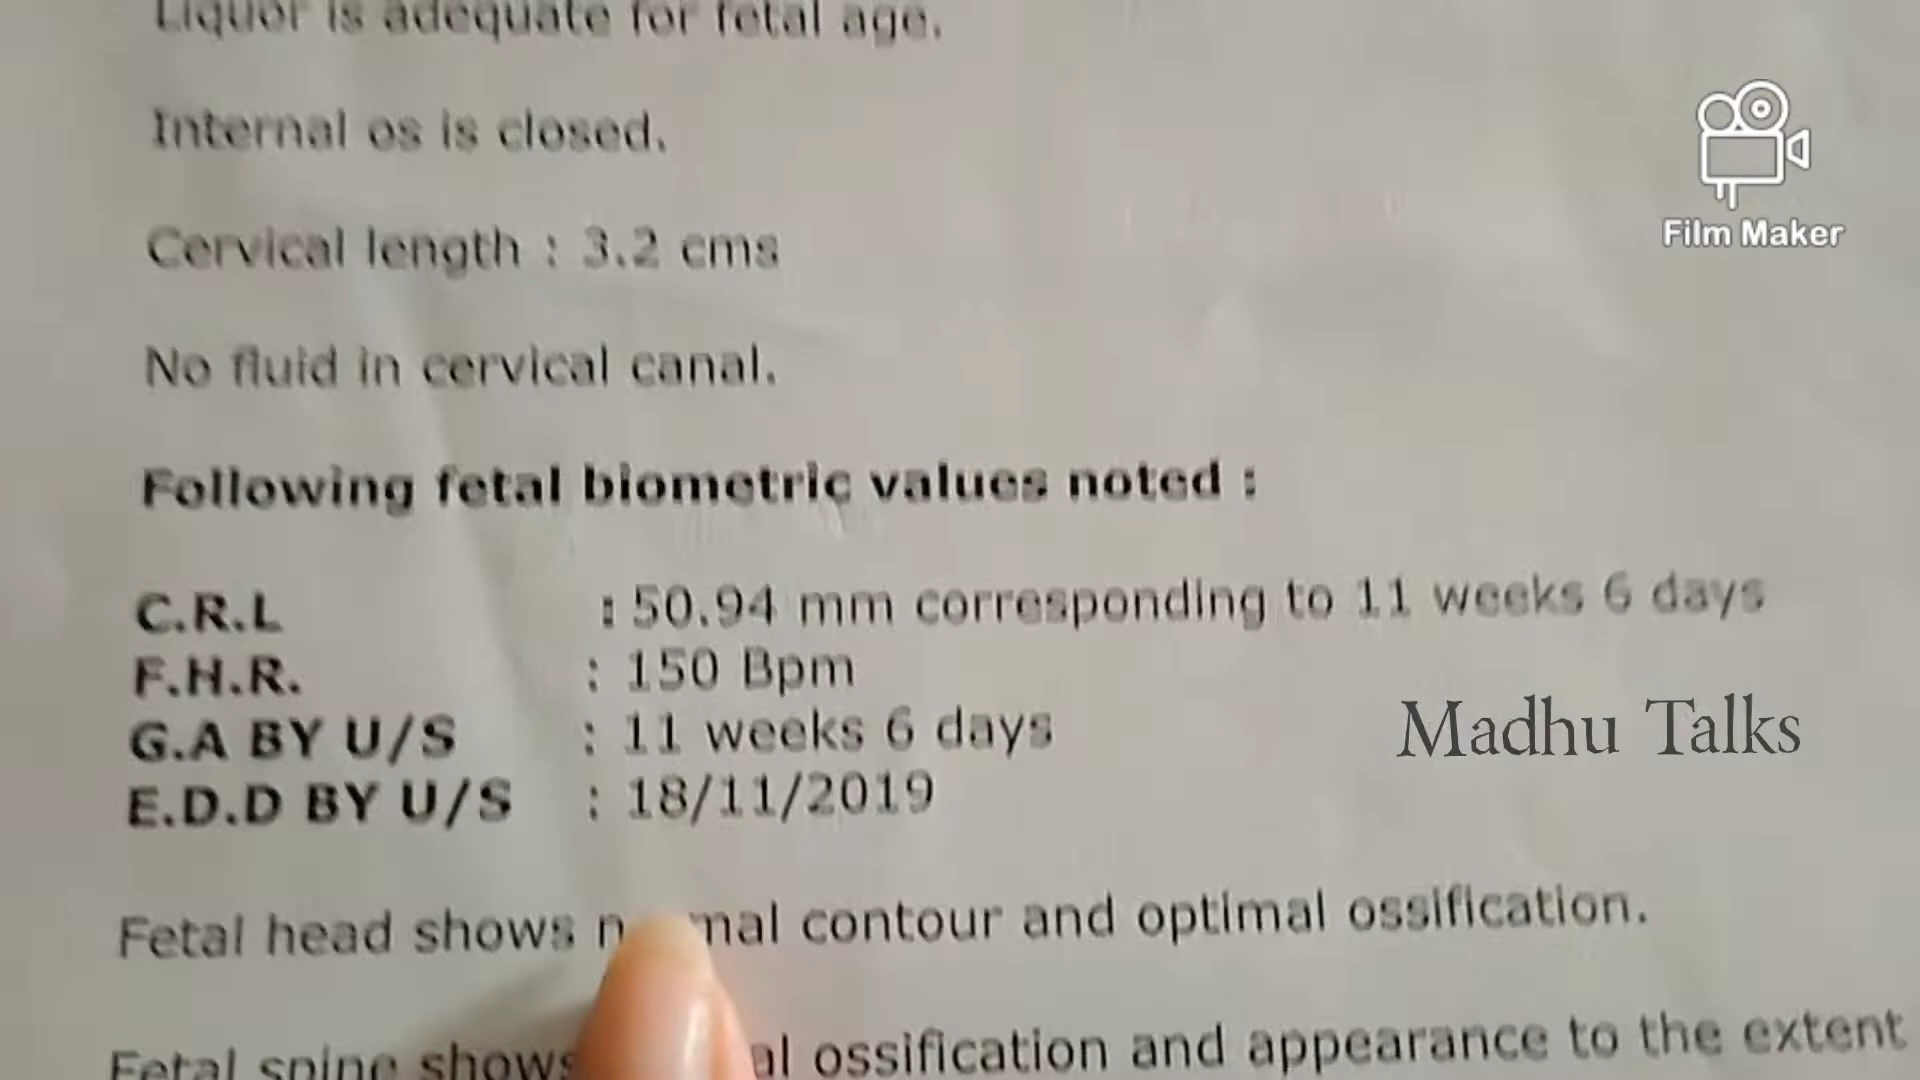 Liquor is adequate for fetal age.
Internal os is closed.
Film Maker
Cervical length : 3.2 cms
No fluid in cervical canal.
Following fetal biometric values noted :
C.R.L : 50.94 mm corresponding to 11 weeks 6 days
F.H.R. : 150 Bpm
G.A BY U/S : 11 weeks 6 days
Madhu Talks
E.D.D BY U/S : 18/11/2019
Fetal head shows contour and optimal ossification.
Fetal spine shows ossification and appearance to the extent